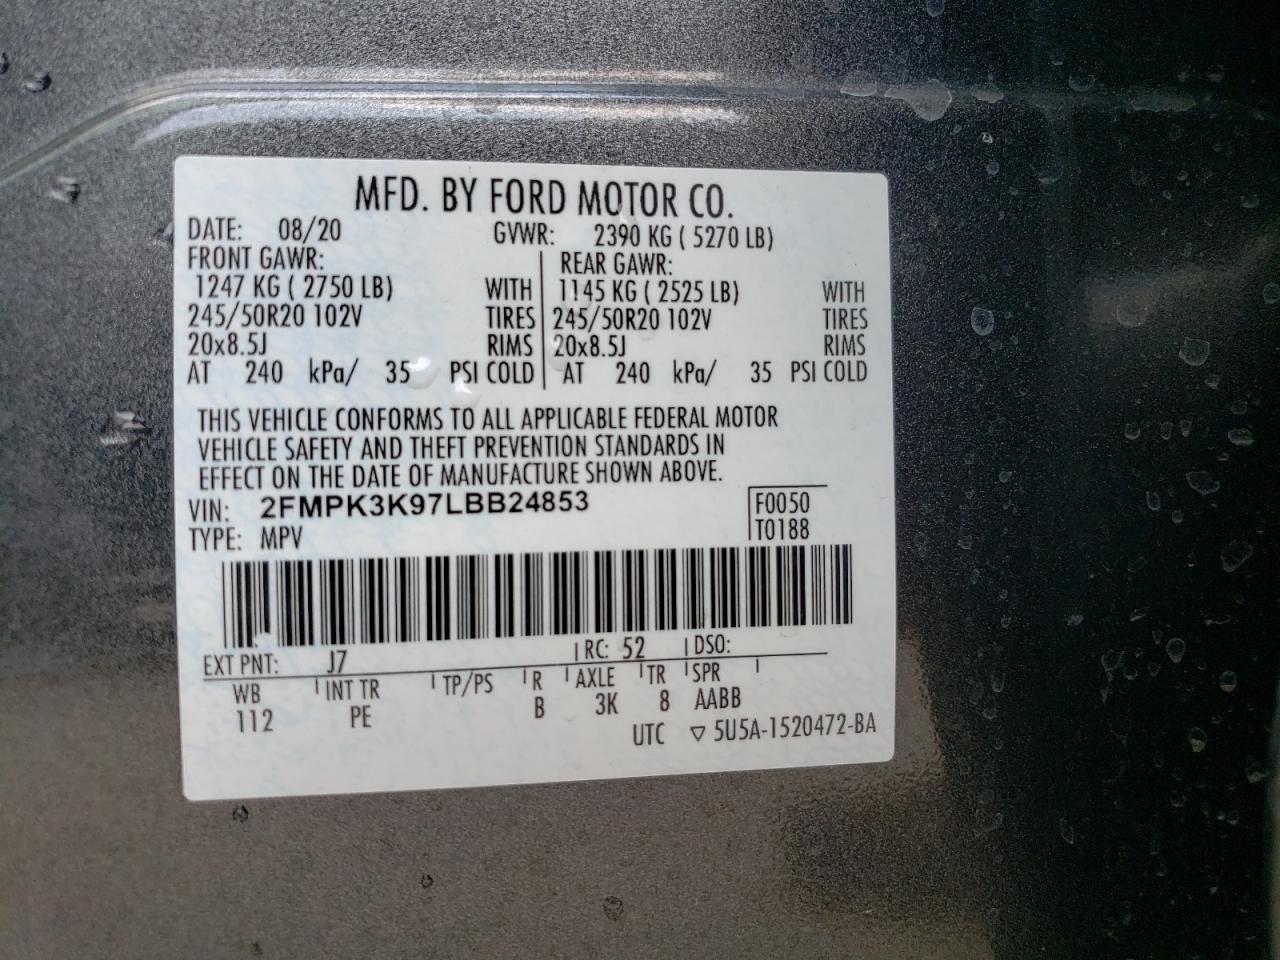 MFD. BY FORD MOTOR CO.
DATE: 08/20 GVWR: 2390 KG ( 5270 LB)
FRONT GAWR: REAR GAWR:
1247 KG ( 2750 LB) WITH 1145 KG ( 2525 LB) WITH
245/50R20 102V TIRES 245/50R20 102V TIRES
20x8.5J RIMS 20x8.5J RIMS
AT 240 kPa/ 35 PSI COLD AT 240 kPa/ 35 PSI COLD
THIS VEHICLE CONFORMS TO ALL APPLICABLE FEDERAL MOTOR
VEHICLE SAFETY AND THEFT PREVENTION STANDARDS IN
EFFECT ON THE DATE OF MANUFACTURE SHOWN ABOVE.
VIN: 2FMPK3K97LBB24853 F0050
TYPE: MPV T0188
EXT PNT: J7 RC: 52 DSO:
WB INT TR TP/PS R AXLE TR SPR
112 PE B 3K 8 AABB
UTC ▽ 5U5A-1520472-BA